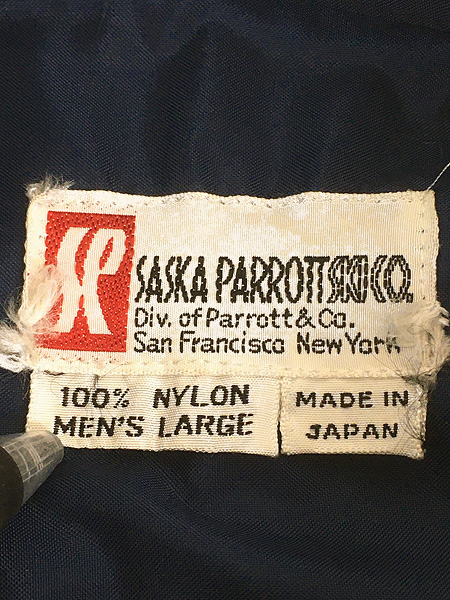 SASKA PARROTT SKI CO.
Div. of Parrott & Co.
San Francisco New York
100% NYLON
MEN'S LARGE
MADE IN
JAPAN